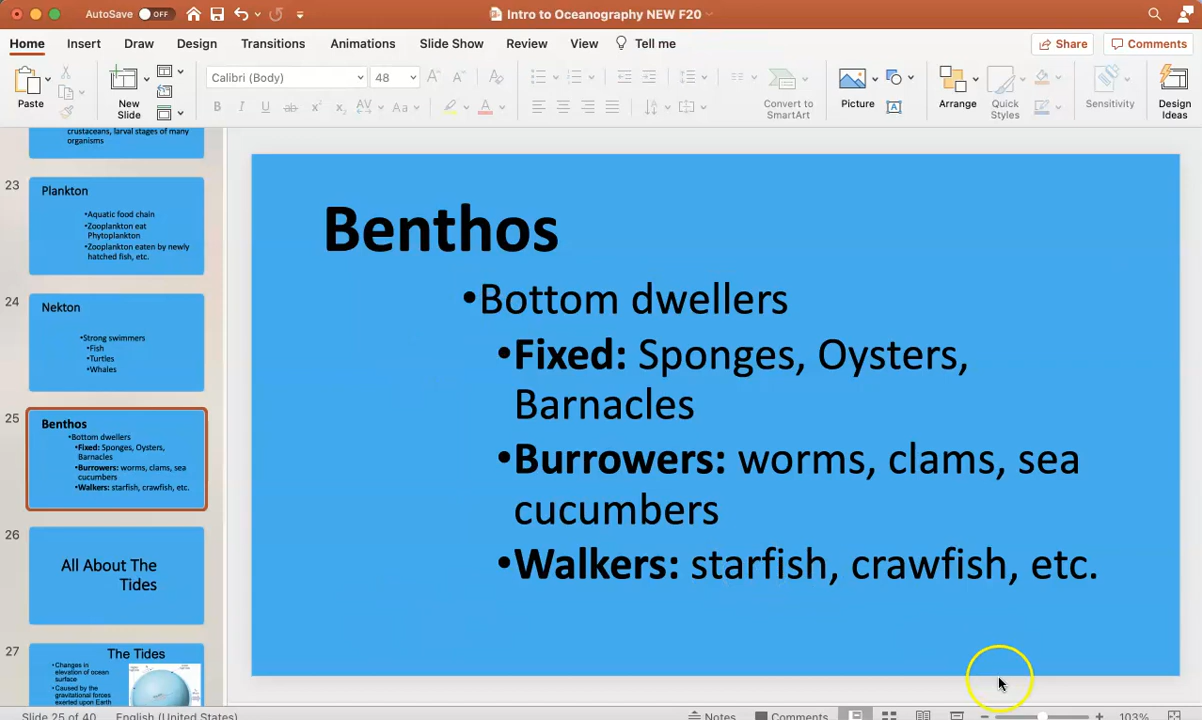 AutoSave OFF
Intro to Oceanography NEW F20
Home Insert Draw Design Transitions Animations Slide Show Review View Tell me
Share Comments
Paste
New
Slide
Calibri (Body) 48
B I U ab x² x₂ AV Aa A
Convert to
SmartArt
Picture
Arrange
Quick
Styles
Sensitivity
Design
Ideas
crustaceans, larval stages of many
organisms
23
Plankton
•Aquatic food chain
•Zooplankton eat
Phytoplankton
•Zooplankton eaten by newly
hatched fish, etc.
24
Nekton
•Strong swimmers
•Fish
•Turtles
•Whales
25
Benthos
•Bottom dwellers
•Fixed: Sponges, Oysters,
Barnacles
•Burrowers: worms, clams, sea
cucumbers
•Walkers: starfish, crawfish, etc.
26
All About The
Tides
27
The Tides
•Changes in
elevation of ocean
surface
•Caused by the
gravitational forces
exerted upon Earth
Benthos
•Bottom dwellers
•Fixed: Sponges, Oysters,
Barnacles
•Burrowers: worms, clams, sea
cucumbers
•Walkers: starfish, crawfish, etc.
Slide 25 of 40 English (United States) Notes Comments 103%